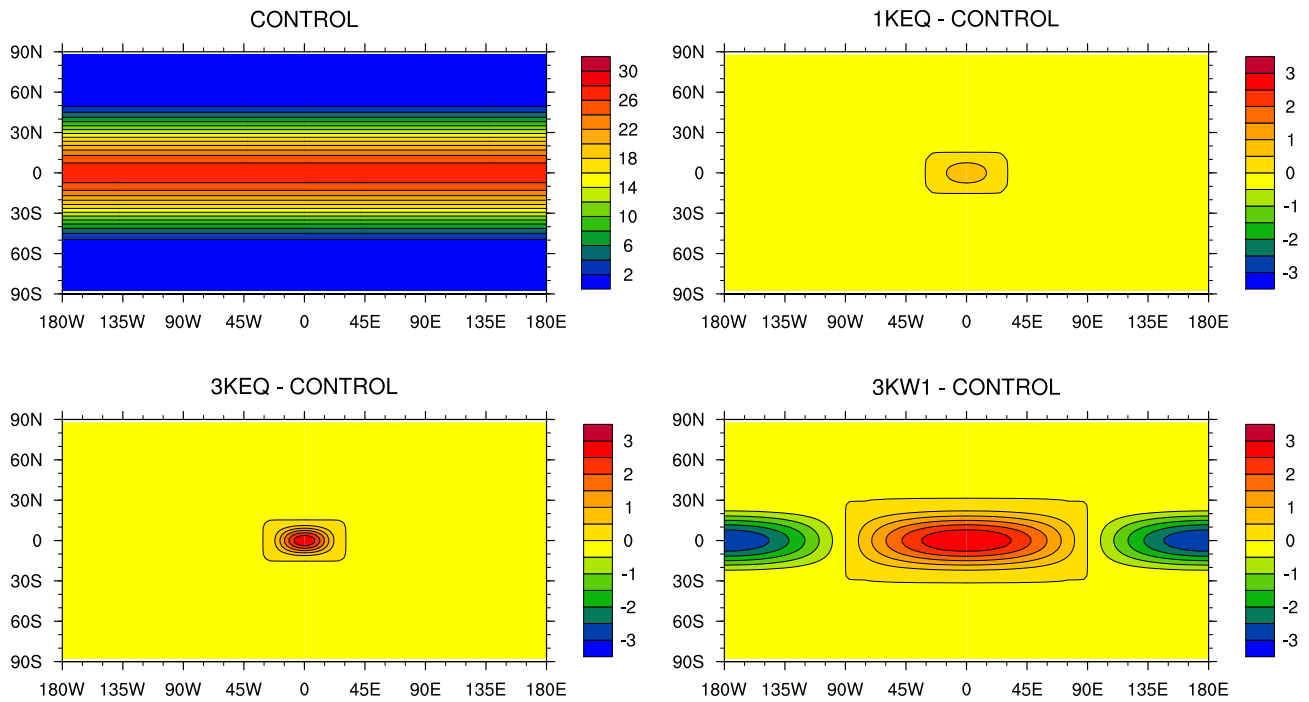 CONTROL
90N
60N
30N
0
30S
60S
90S
180W 135W 90W 45W 0 45E 90E 135E 180E
30
26
22
18
14
10
6
2
1KEQ - CONTROL
90N
60N
30N
0
30S
60S
90S
180W 135W 90W 45W 0 45E 90E 135E 180E
3
2
1
0
-1
-2
-3
3KEQ - CONTROL
90N
60N
30N
0
30S
60S
90S
180W 135W 90W 45W 0 45E 90E 135E 180E
3
2
1
0
-1
-2
-3
3KW1 - CONTROL
90N
60N
30N
0
30S
60S
90S
180W 135W 90W 45W 0 45E 90E 135E 180E
3
2
1
0
-1
-2
-3